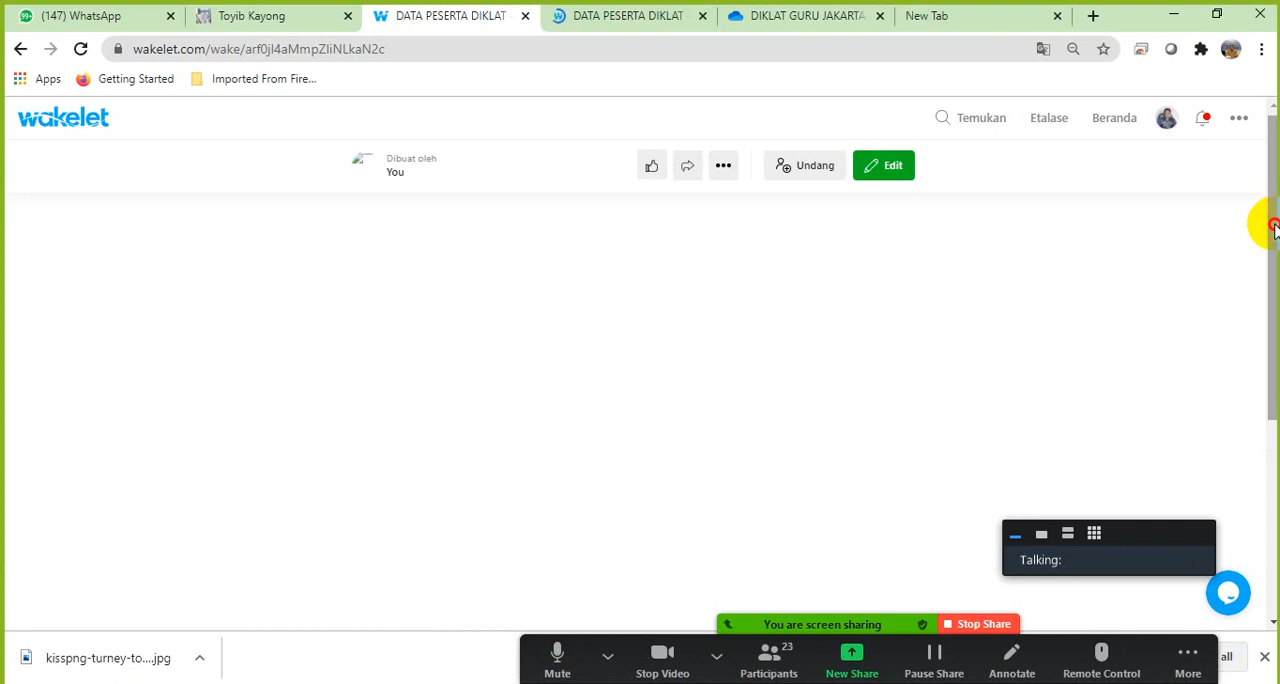 (147) WhatsApp
Toyib Kayong
DATA PESERTA DIKLAT -
DATA PESERTA DIKLAT -
DIKLAT GURU JAKARTA
New Tab
wakelet.com/wake/arf0jl4aMmpZIiNLkaN2c
Apps
Getting Started
Imported From Fire...
wakelet
Temukan
Etalase
Beranda
Dibuat oleh
You
Undang
Edit
Talking:
You are screen sharing
Stop Share
kisspng-turney-to....jpg
Mute
Stop Video
23
Participants
New Share
Pause Share
Annotate
Remote Control
More
all